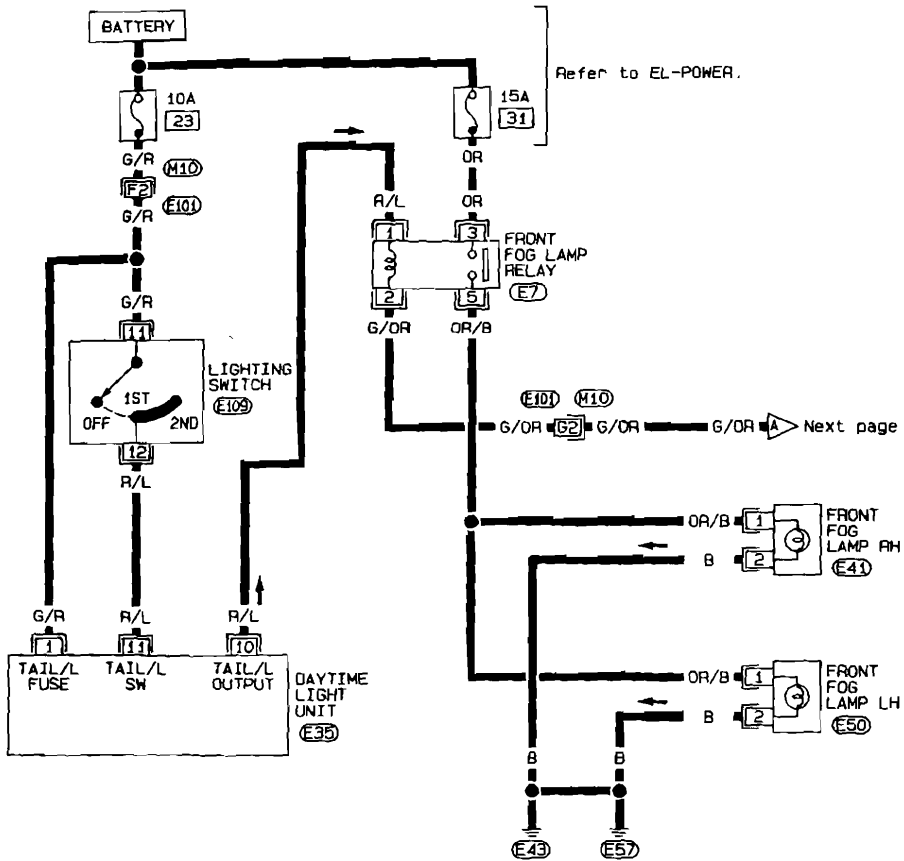 BATTERY
Refer to EL-POWER.
10A
23
15A
31
G/R
M10
F2
E101
G/R
OR
R/L
OR
1
3
FRONT
FOG LAMP
RELAY
E7
2
5
G/OR
OR/B
G/R
11
LIGHTING
SWITCH
E109
1ST
OFF
2ND
12
R/L
E101
M10
G/OR
G2
G/OR
G/OR
A
Next page
OR/B
1
FRONT
FOG
LAMP RH
E41
B
2
G/R
R/L
R/L
1
11
10
TAIL/L
FUSE
TAIL/L
SW
TAIL/L
OUTPUT
DAYTIME
LIGHT
UNIT
E35
OR/B
1
FRONT
FOG
LAMP LH
E50
B
2
B
B
E43
E57